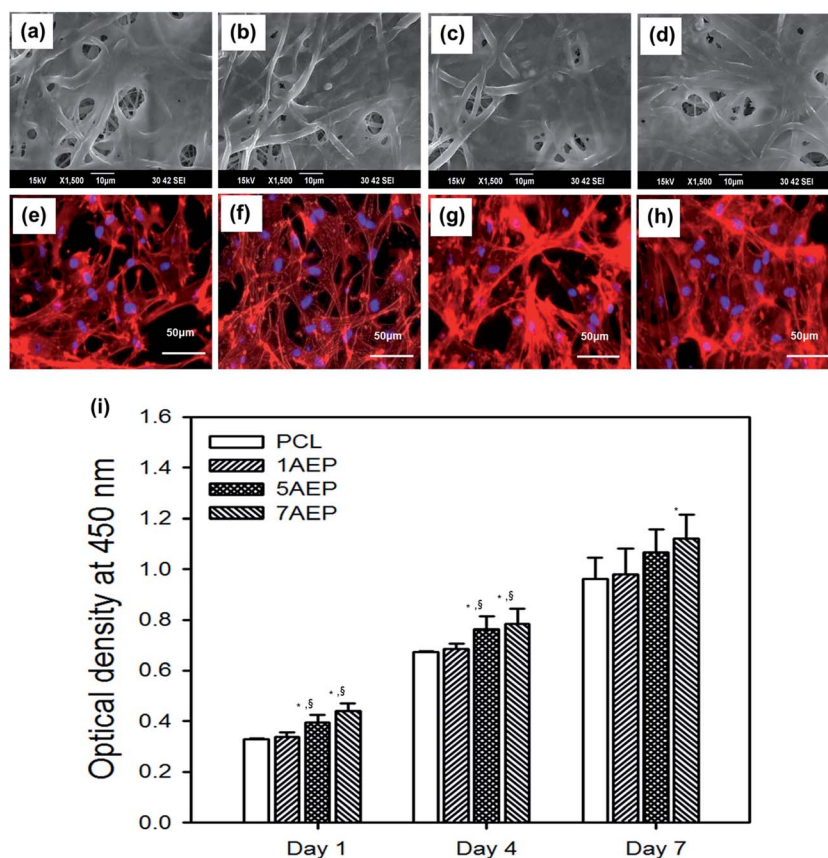 (a) (b) (c) (d)
15kV X1,500 10µm 30 42 SEI 15kV X1,500 10µm 30 42 SEI 15kV X1,500 10µm 30 42 SEI 15kV X1,500 10µm 30 42 SEI
(e) (f) (g) (h)
50µm 50µm 50µm 50µm
(i)
Optical density at 450 nm
1.6
1.4
1.2
1.0
0.8
0.6
0.4
0.2
0.0
PCL
1AEP
5AEP
7AEP
* ,§ * ,§
* ,§ * ,§
*
Day 1 Day 4 Day 7